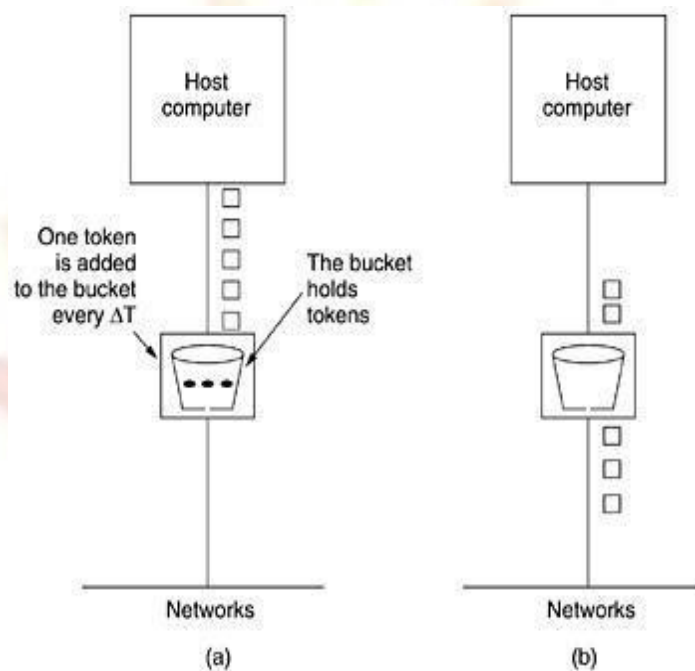 Host
computer
Host
computer
One token
is added
to the bucket
every ΔT
The bucket
holds
tokens
Networks
Networks
(a)
(b)